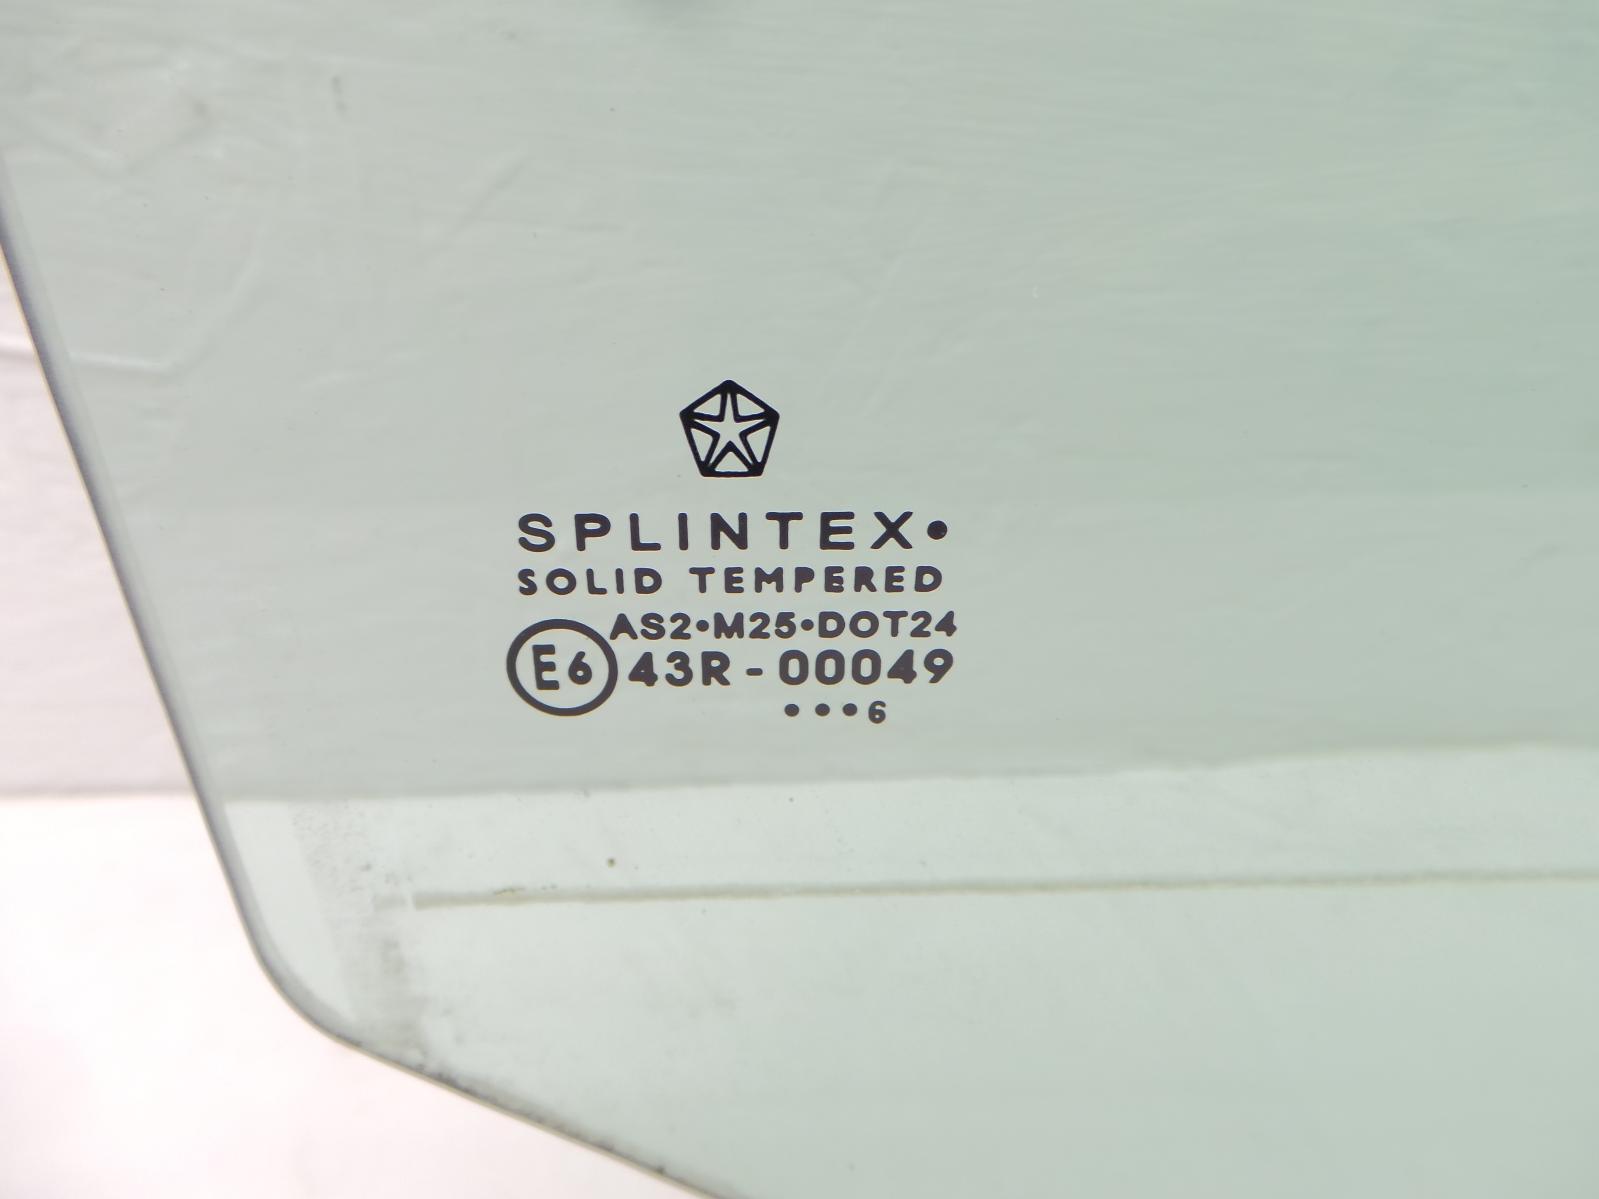 SPLINTEX•
SOLID TEMPERED
AS2•M25•DOT24
E6 43R-00049
•••6